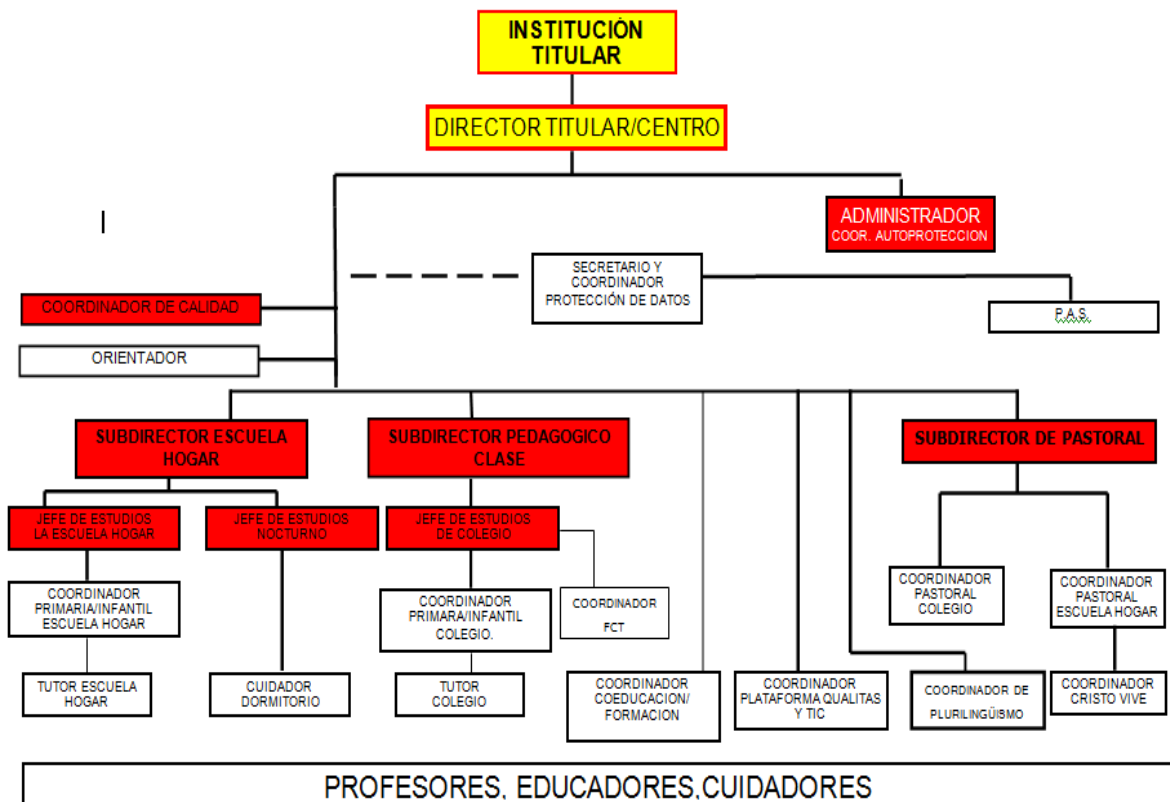 INSTITUCIÓN
TITULAR
DIRECTOR TITULAR/CENTRO
ADMINISTRADOR
COOR. AUTOPROTECCION
SECRETARIO Y
COORDINADOR
PROTECCIÓN DE DATOS
COORDINADOR DE CALIDAD
P.A.S.
ORIENTADOR
SUBDIRECTOR ESCUELA
HOGAR
SUBDIRECTOR PEDAGOGICO
CLASE
SUBDIRECTOR DE PASTORAL
JEFE DE ESTUDIOS
LA ESCUELA HOGAR
JEFE DE ESTUDIOS
NOCTURNO
JEFE DE ESTUDIOS
DE COLEGIO
COORDINADOR
PRIMARIA/INFANTIL
ESCUELA HOGAR
COORDINADOR
PRIMARA/INFANTIL
COLEGIO.
COORDINADOR
FCT
COORDINADOR
PASTORAL
COLEGIO
COORDINADOR
PASTORAL
ESCUELA HOGAR
TUTOR ESCUELA
HOGAR
CUIDADOR
DORMITORIO
TUTOR
COLEGIO
COORDINADOR
COEDUCACION/
FORMACION
COORDINADOR
PLATAFORMA QUALITAS
Y TIC
COORDINADOR DE
PLURILINGÜISMO
COORDINADOR
CRISTO VIVE
PROFESORES, EDUCADORES,CUIDADORES